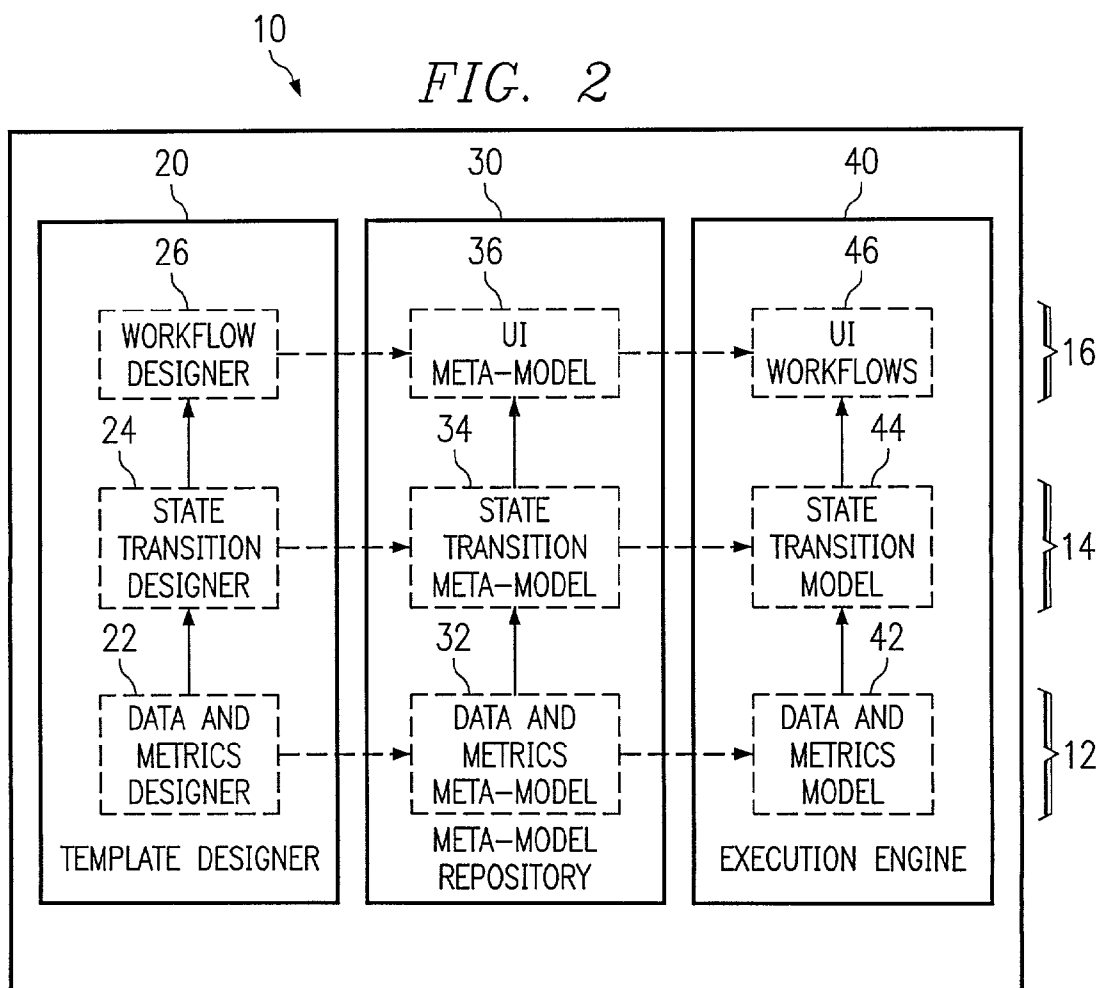 10
FIG. 2
20
30
40
26
36
46
WORKFLOW
DESIGNER
UI
META-MODEL
UI
WORKFLOWS
16
24
34
44
STATE
TRANSITION
DESIGNER
STATE
TRANSITION
META-MODEL
STATE
TRANSITION
MODEL
14
22
32
42
DATA AND
METRICS
DESIGNER
DATA AND
METRICS
META-MODEL
DATA AND
METRICS
MODEL
12
TEMPLATE DESIGNER
META-MODEL
REPOSITORY
EXECUTION ENGINE